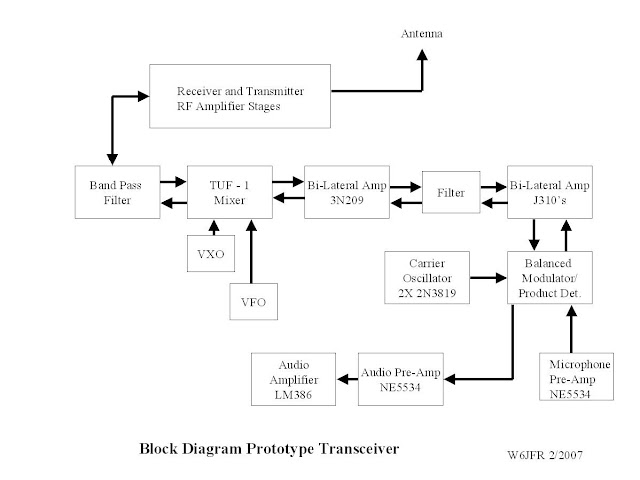 Antenna
Receiver and Transmitter
RF Amplifier Stages
Band Pass
Filter
TUF - 1
Mixer
Bi-Lateral Amp
3N209
Filter
Bi-Lateral Amp
J310`s
VXO
VFO
Carrier
Oscillator
2X 2N3819
Balanced
Modulator/
Product Det.
Audio
Amplifier
LM386
Audio Pre-Amp
NE5534
Microphone
Pre-Amp
NE5534
Block Diagram Prototype Transceiver
W6JFR 2/2007